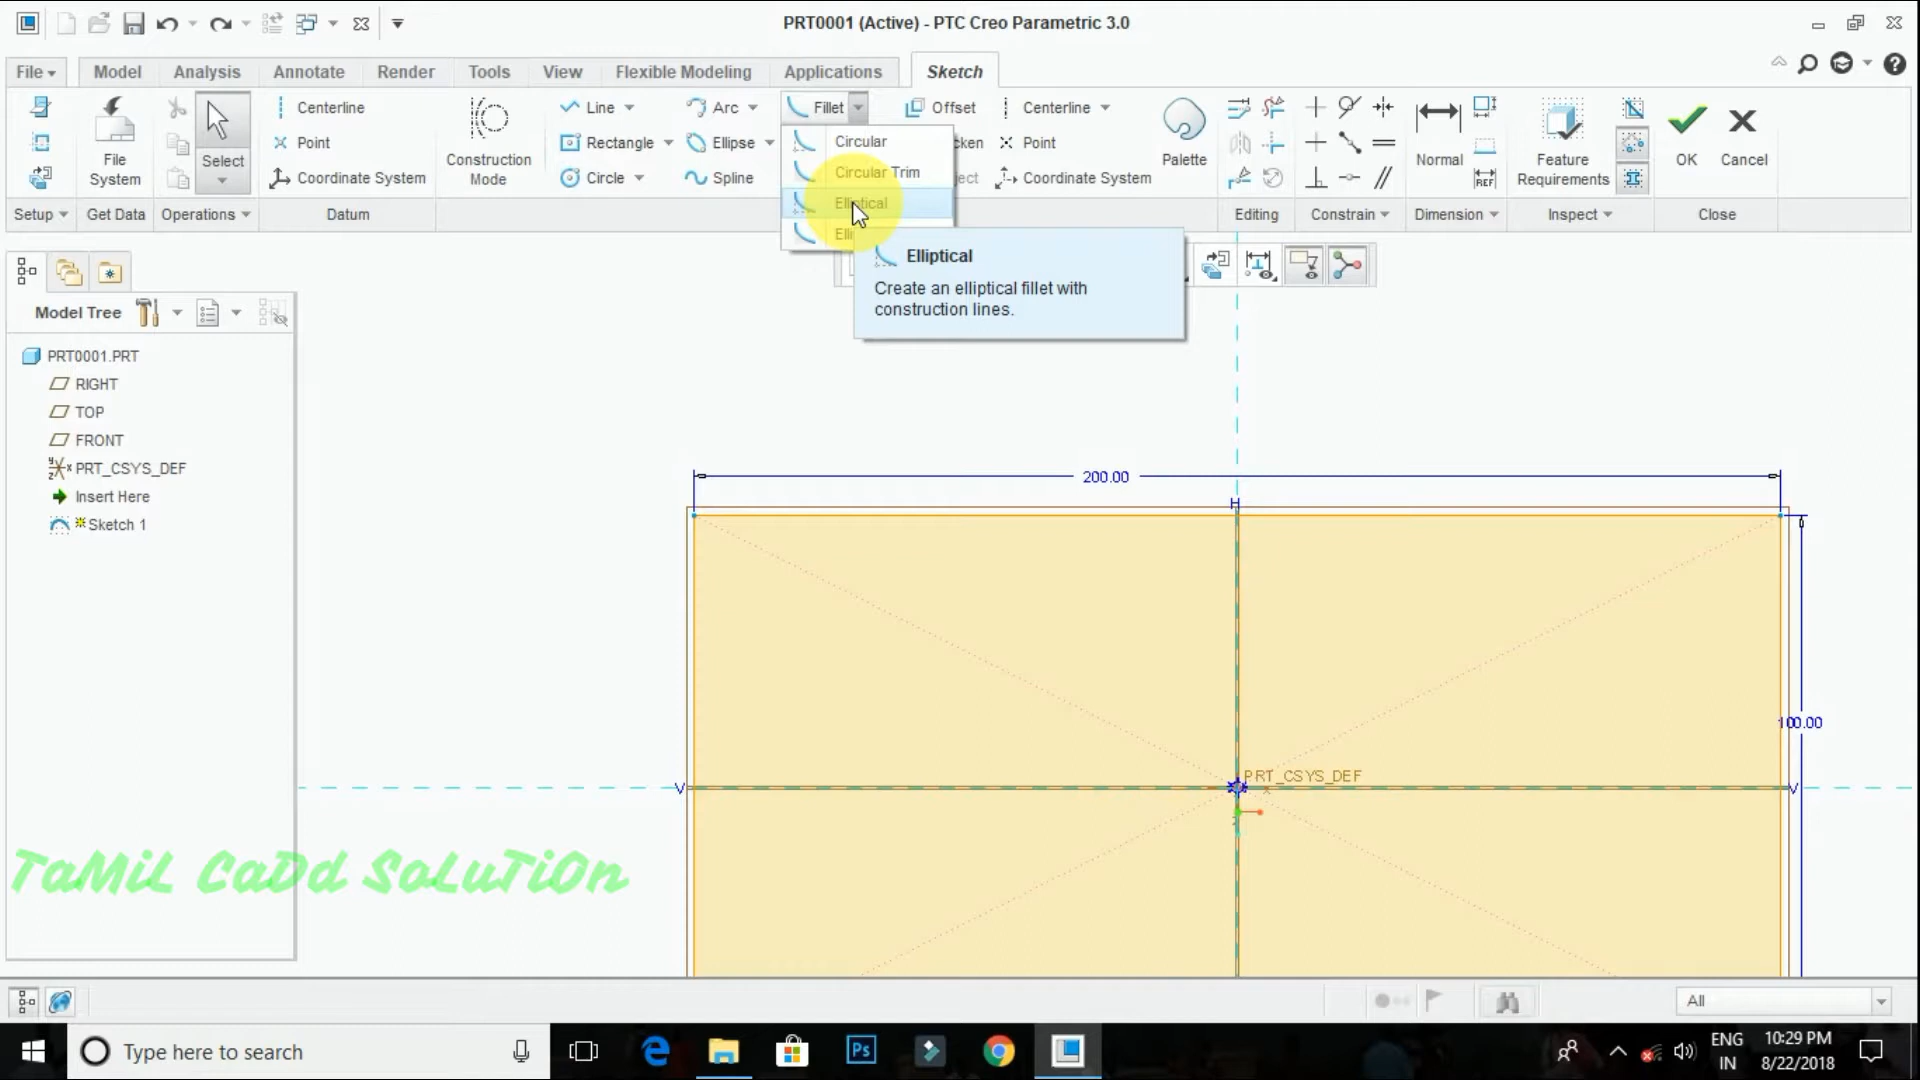 PRT0001 (Active) - PTC Creo Parametric 3.0
File Model Analysis Annotate Render Tools View Flexible Modeling Applications Sketch
File System
Select
Centerline
Point
Coordinate System
Construction Mode
Line
Rectangle
Circle
Arc
Ellipse
Spline
Fillet
Offset
cken
ject
Centerline
Point
Coordinate System
Palette
Normal
REF
Feature Requirements
OK
Cancel
Setup Get Data Operations Datum Editing Constrain Dimension Inspect Close
Circular
Circular Trim
Elliptical
Elli
Elliptical
Create an elliptical fillet with
construction lines.
Model Tree
PRT0001.PRT
RIGHT
TOP
FRONT
PRT_CSYS_DEF
Insert Here
Sketch 1
200.00
H
100.00
V
PRT_CSYS_DEF
V
TaMiL CaDd SoLuTiOn
All
Type here to search
Ps
ENG
IN
10:29 PM
8/22/2018